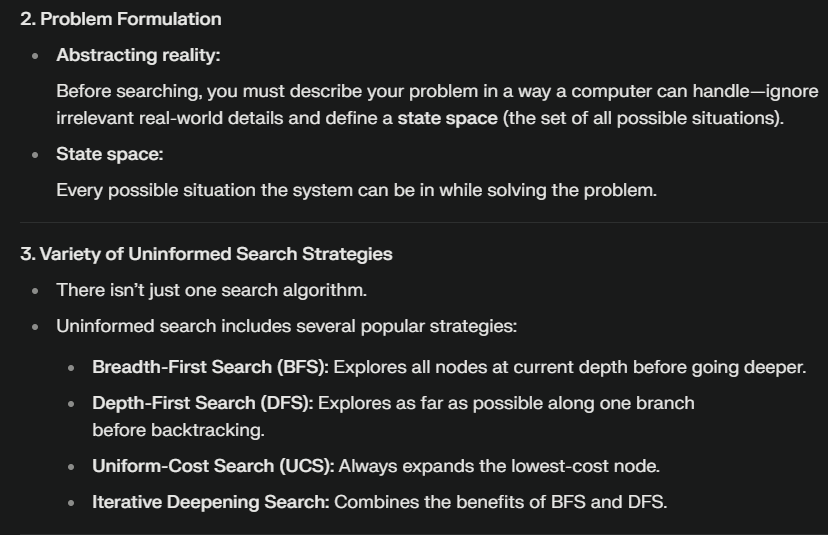 2. Problem Formulation
• Abstracting reality:
Before searching, you must describe your problem in a way a computer can handle—ignore
irrelevant real-world details and define a state space (the set of all possible situations).
• State space:
Every possible situation the system can be in while solving the problem.
3. Variety of Uninformed Search Strategies
• There isn’t just one search algorithm.
• Uninformed search includes several popular strategies:
• Breadth-First Search (BFS): Explores all nodes at current depth before going deeper.
• Depth-First Search (DFS): Explores as far as possible along one branch
before backtracking.
• Uniform-Cost Search (UCS): Always expands the lowest-cost node.
• Iterative Deepening Search: Combines the benefits of BFS and DFS.